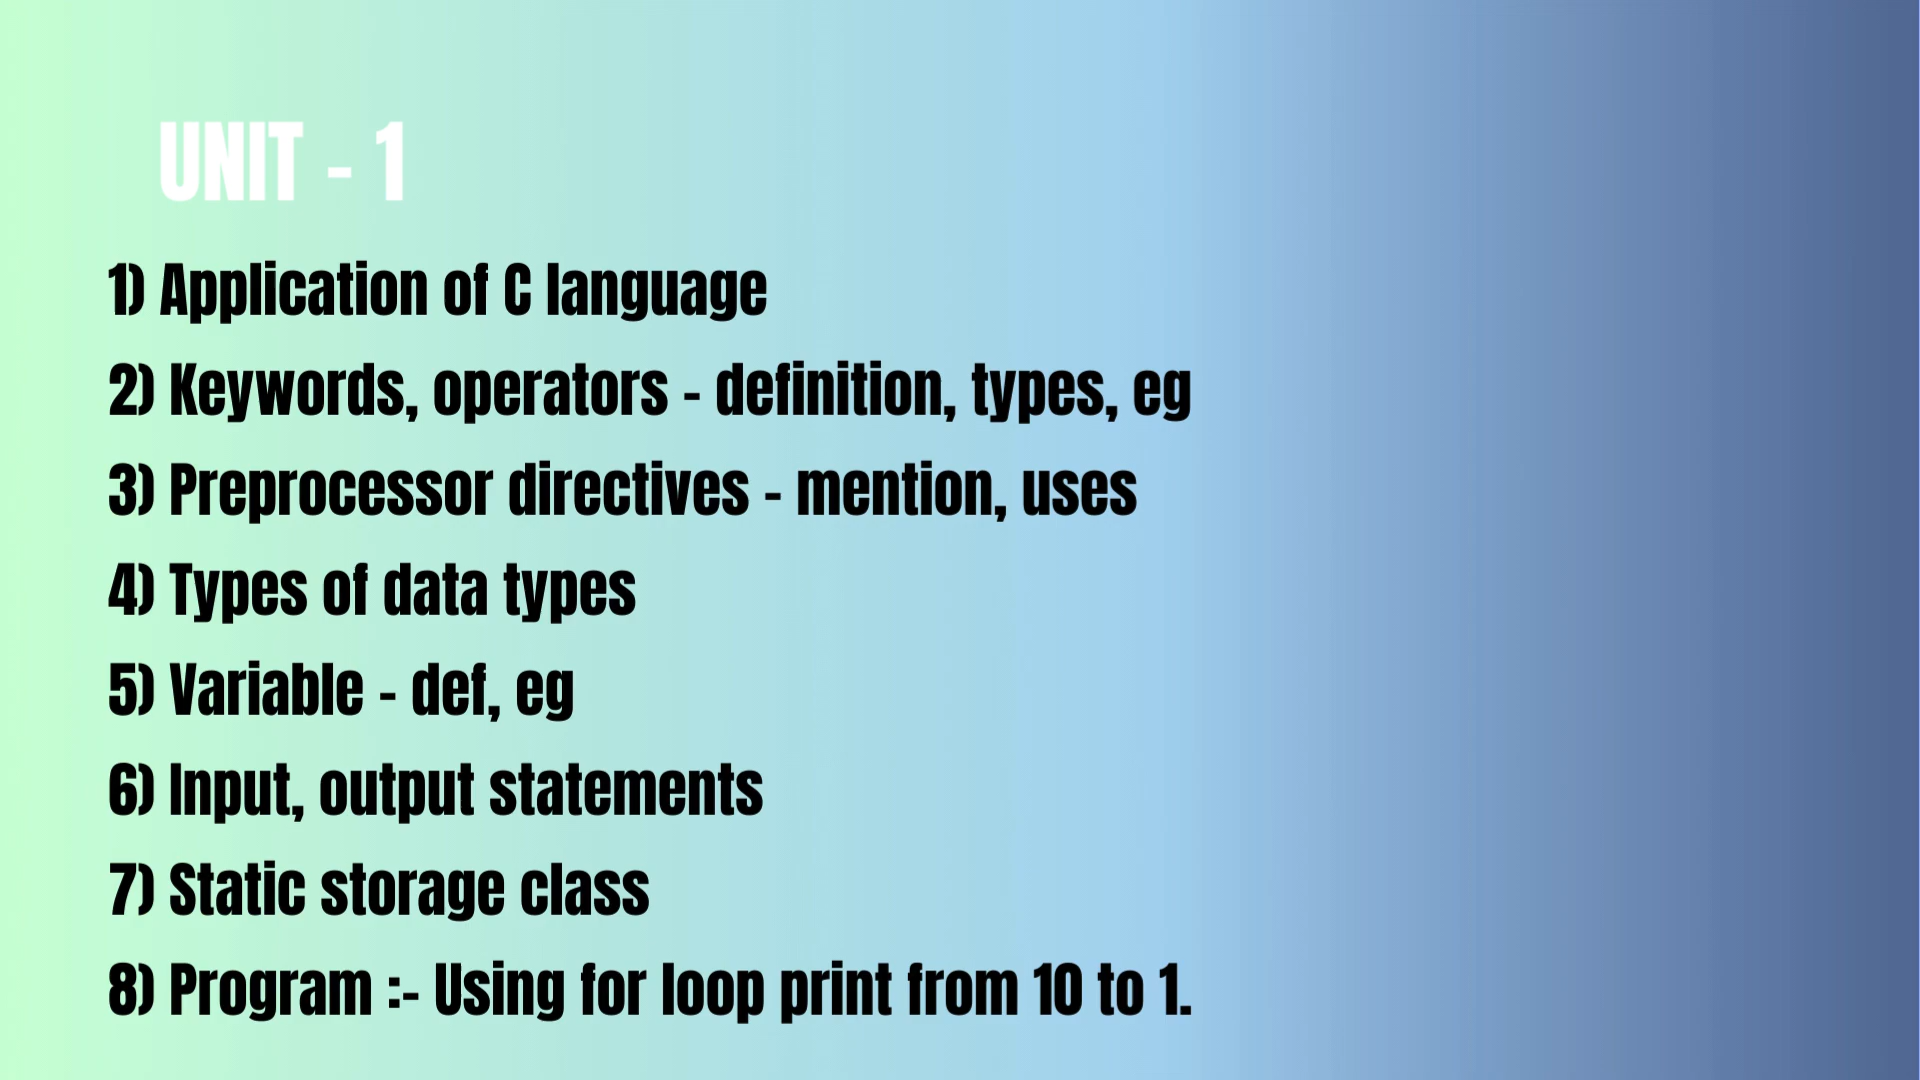 UNIT - 1
1) Application of C language
2) Keywords, operators - definition, types, eg
3) Preprocessor directives - mention, uses
4) Types of data types
5) Variable - def, eg
6) Input, output statements
7) Static storage class
8) Program :- Using for loop print from 10 to 1.